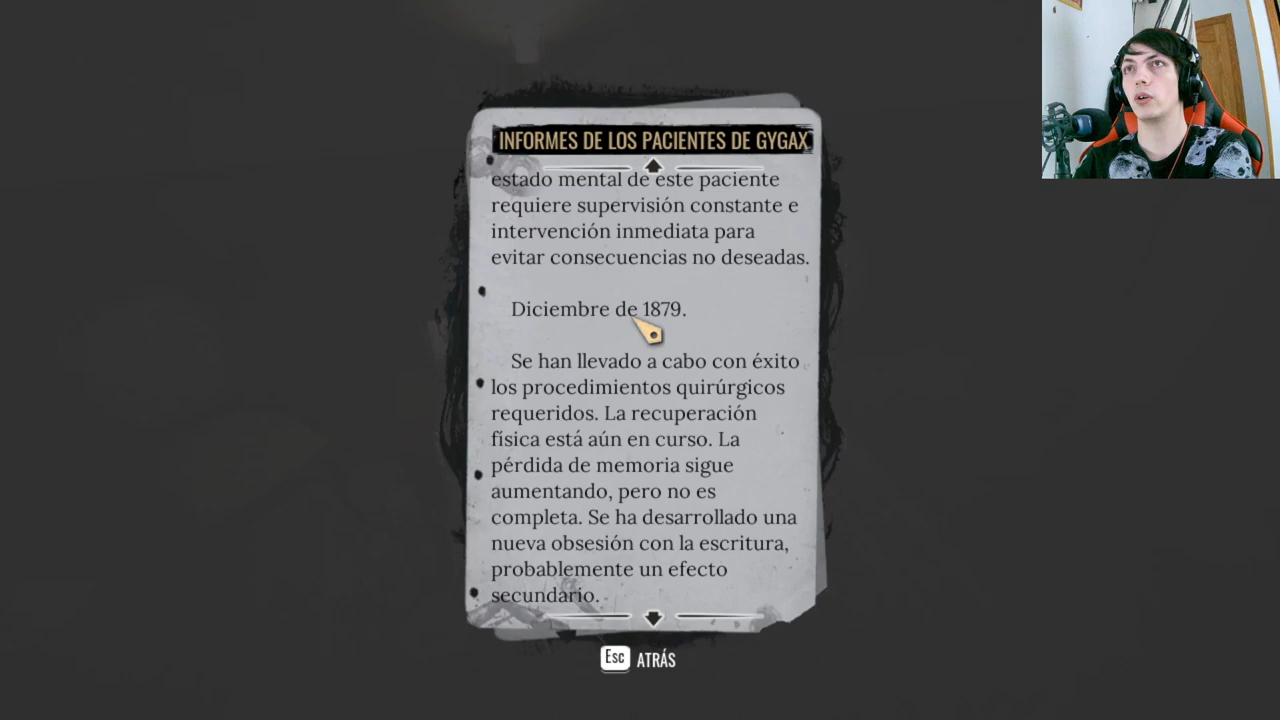 INFORMES DE LOS PACIENTES DE GYGAX
estado mental de este paciente
requiere supervisión constante e
intervención inmediata para
evitar consecuencias no deseadas.
Diciembre de 1879.
Se han llevado a cabo con éxito
los procedimientos quirúrgicos
requeridos. La recuperación
física está aún en curso. La
pérdida de memoria sigue
aumentando, pero no es
completa. Se ha desarrollado una
nueva obsesión con la escritura,
probablemente un efecto
secundario.
Esc ATRÁS